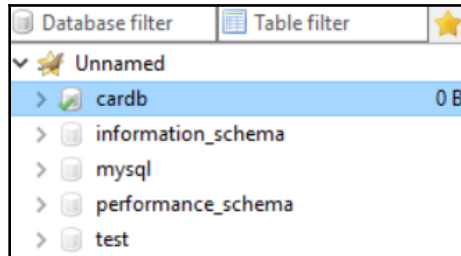 Database filter Table filter
Unnamed
cardb 0 B
information_schema
mysql
performance_schema
test